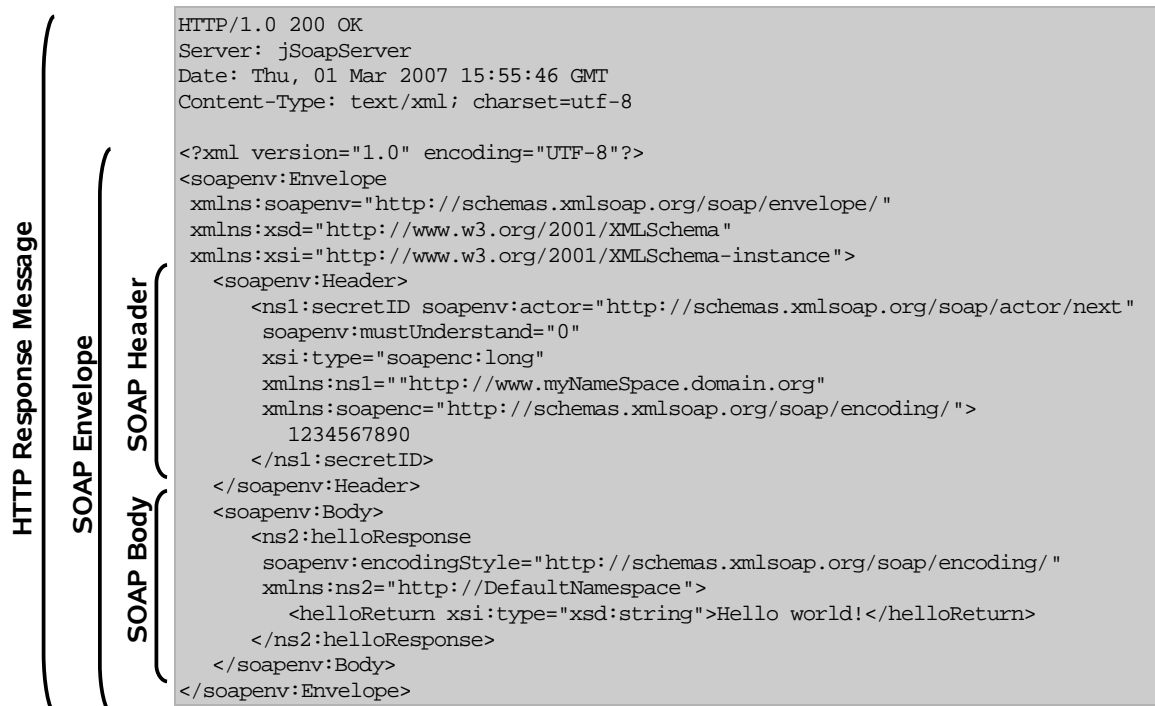 HTTP Response Message
SOAP Envelope
SOAP Header
SOAP Body
HTTP/1.0 200 OK
Server: jSoapServer
Date: Thu, 01 Mar 2007 15:55:46 GMT
Content-Type: text/xml; charset=utf-8
<?xml version="1.0" encoding="UTF-8"?>
<soapenv:Envelope
xmlns:soapenv="http://schemas.xmlsoap.org/soap/envelope/"
xmlns:xsd="http://www.w3.org/2001/XMLSchema"
xmlns:xsi="http://www.w3.org/2001/XMLSchema-instance">
<soapenv:Header>
<ns1:secretID soapenv:actor="http://schemas.xmlsoap.org/soap/actor/next"
soapenv:mustUnderstand="0"
xsi:type="soapenc:long"
xmlns:ns1=""http://www.myNameSpace.domain.org"
xmlns:soapenc="http://schemas.xmlsoap.org/soap/encoding/">
1234567890
</ns1:secretID>
</soapenv:Header>
<soapenv:Body>
<ns2:helloResponse
soapenv:encodingStyle="http://schemas.xmlsoap.org/soap/encoding/"
xmlns:ns2="http://DefaultNamespace">
<helloReturn xsi:type="xsd:string">Hello world!</helloReturn>
</ns2:helloResponse>
</soapenv:Body>
</soapenv:Envelope>